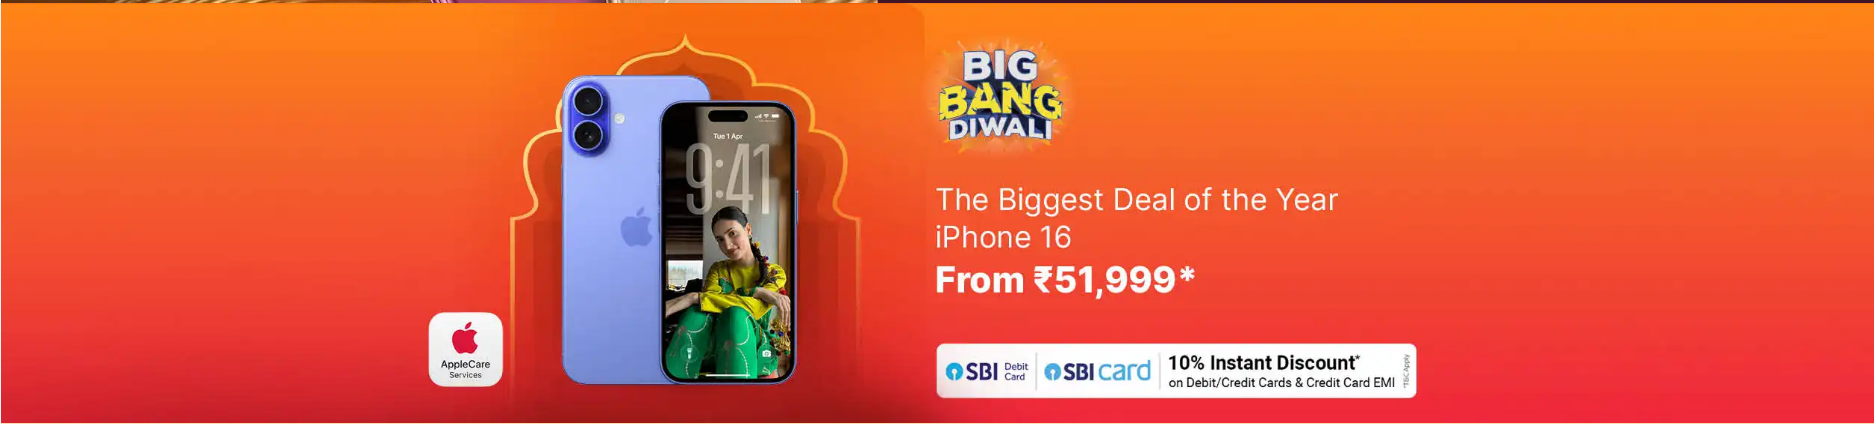 BIG
BANG
DIWALI
Tue 1 Apr
9:41
The Biggest Deal of the Year
iPhone 16
From ₹51,999*
AppleCare
Services
SBI Debit Card
SBI card
10% Instant Discount*
on Debit/Credit Cards & Credit Card EMI
*T&C Apply